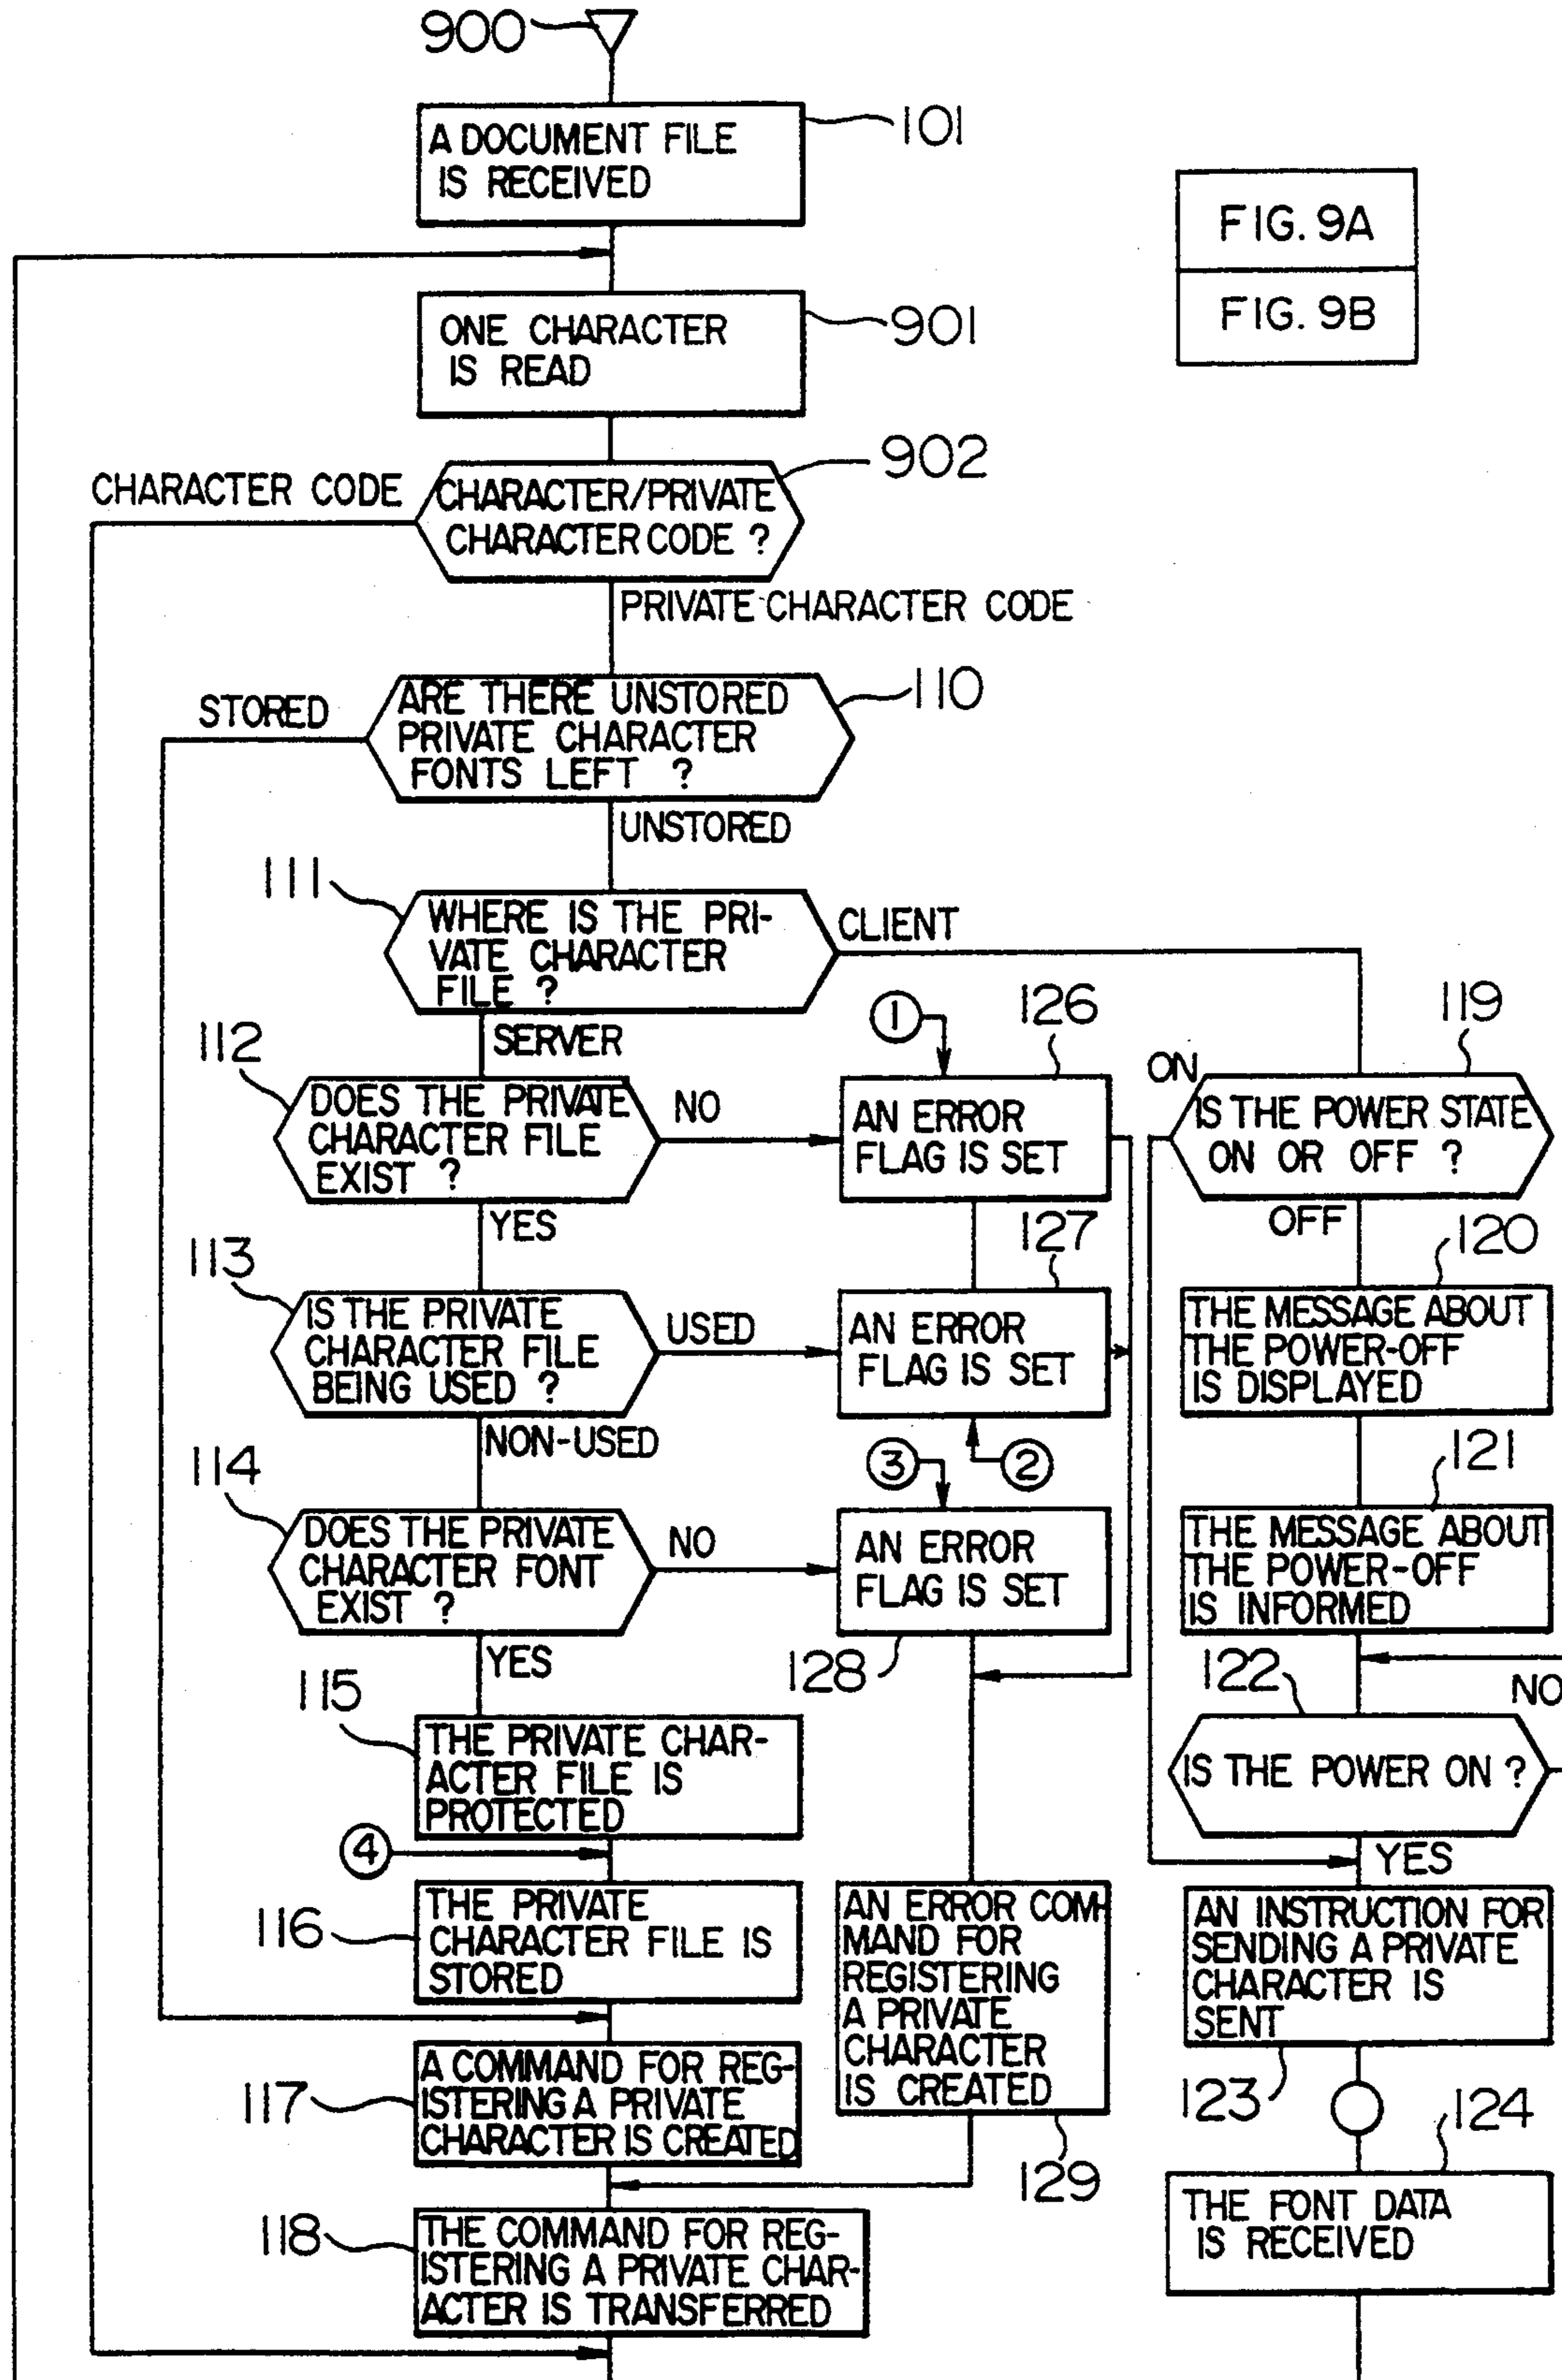 900
A DOCUMENT FILE
IS RECEIVED
101
FIG. 9A
FIG. 9B
ONE CHARACTER
IS READ
901
CHARACTER CODE
CHARACTER/PRIVATE
CHARACTER CODE ?
902
PRIVATE CHARACTER CODE
STORED
ARE THERE UNSTORED
PRIVATE CHARACTER
FONTS LEFT ?
110
UNSTORED
111
WHERE IS THE PRI-
VATE CHARACTER
FILE ?
CLIENT
SERVER
112
DOES THE PRIVATE
CHARACTER FILE
EXIST ?
NO
YES
1
126
AN ERROR
FLAG IS SET
119
ON
IS THE POWER STATE
ON OR OFF ?
OFF
113
IS THE PRIVATE
CHARACTER FILE
BEING USED ?
USED
NON-USED
127
AN ERROR
FLAG IS SET
2
120
THE MESSAGE ABOUT
THE POWER-OFF
IS DISPLAYED
114
DOES THE PRIVATE
CHARACTER FONT
EXIST ?
NO
YES
3
AN ERROR
FLAG IS SET
128
121
THE MESSAGE ABOUT
THE POWER-OFF
IS INFORMED
115
THE PRIVATE CHAR-
ACTER FILE IS
PROTECTED
122
NO
IS THE POWER ON ?
YES
4
116
THE PRIVATE
CHARACTER FILE IS
STORED
AN ERROR COM-
MAND FOR
REGISTERING
A PRIVATE
CHARACTER
IS CREATED
129
AN INSTRUCTION FOR
SENDING A PRIVATE
CHARACTER IS
SENT
123
117
A COMMAND FOR REG-
ISTERING A PRIVATE
CHARACTER IS CREATED
124
THE FONT DATA
IS RECEIVED
118
THE COMMAND FOR REG-
ISTERING A PRIVATE CHAR-
ACTER IS TRANSFERRED